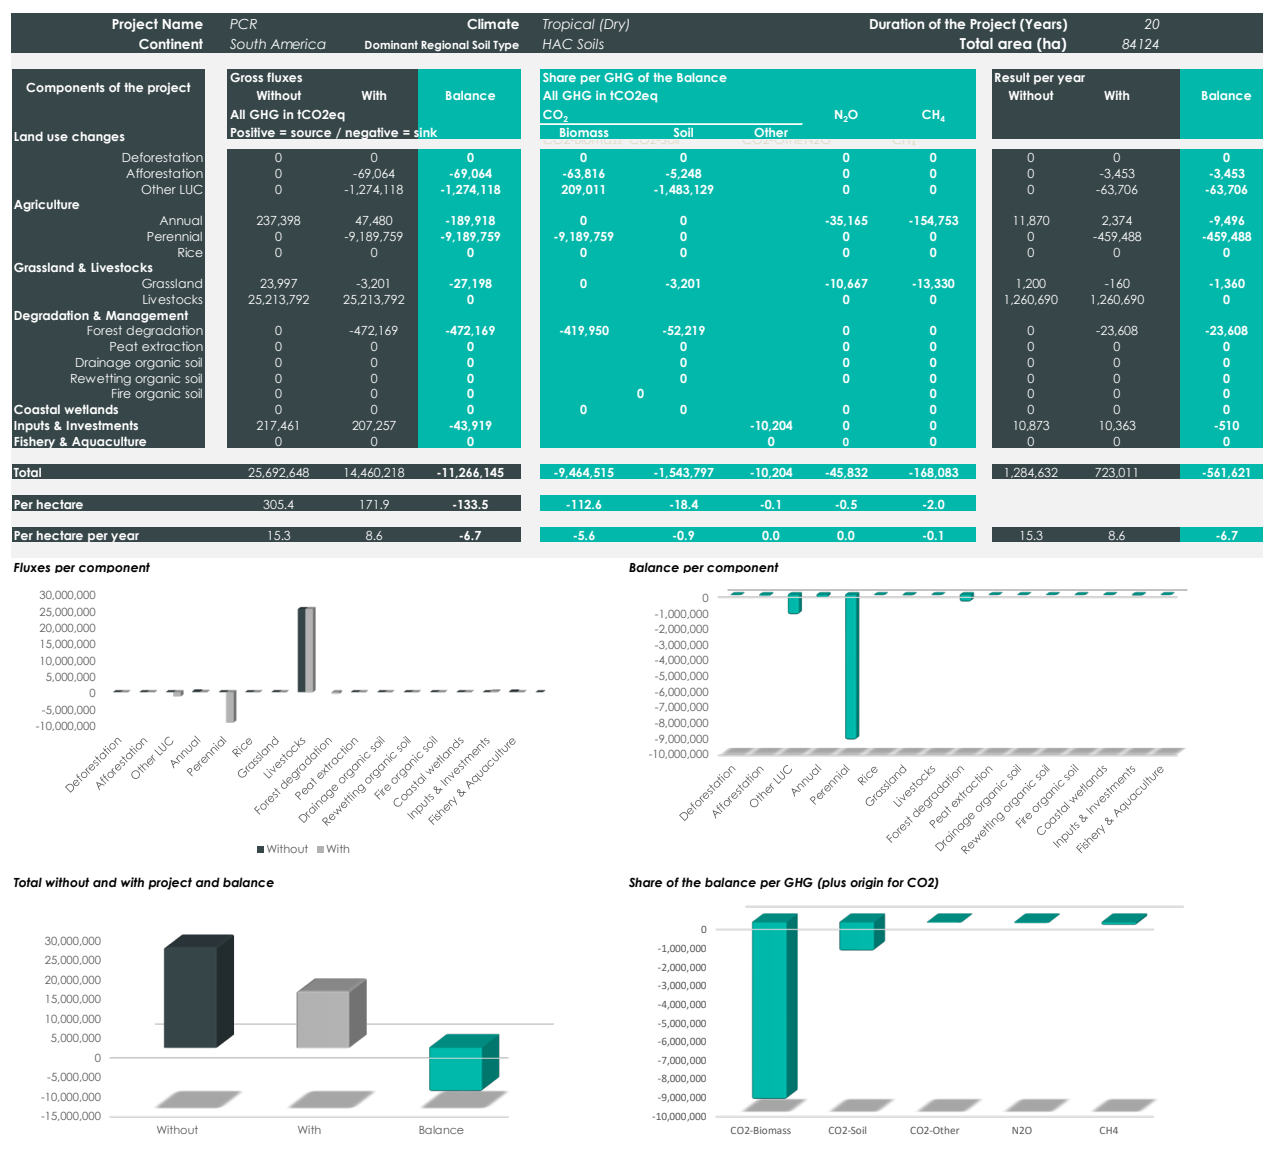 Project Name PCR Climate Tropical (Dry) Duration of the Project (Years) 20
Continent South America Dominant Regional Soil Type HAC Soils Total area (ha) 84124
Components of the project Gross fluxes Share per GHG of the Balance Result per year
Without With Balance All GHG in tCO2eq Without With Balance
All GHG in tCO2eq CO2 N2O CH4
Land use changes Positive = source / negative = sink Biomass Soil Other
CO2-Biomass CO2-Soil CO2-Other N2O CH4
Deforestation 0 0 0 0 0 0 0 0 0 0
Afforestation 0 -69,064 -69,064 -63,816 -5,248 0 0 0 -3,453 -3,453
Other LUC 0 -1,274,118 -1,274,118 209,011 -1,483,129 0 0 0 -63,706 -63,706
Agriculture
Annual 237,398 47,480 -189,918 0 0 -35,165 -154,753 11,870 2,374 -9,496
Perennial 0 -9,189,759 -9,189,759 -9,189,759 0 0 0 0 -459,488 -459,488
Rice 0 0 0 0 0 0 0 0 0 0
Grassland & Livestocks
Grassland 23,997 -3,201 -27,198 0 -3,201 -10,667 -13,330 1,200 -160 -1,360
Livestocks 25,213,792 25,213,792 0 0 0 1,260,690 1,260,690 0
Degradation & Management
Forest degradation 0 -472,169 -472,169 -419,950 -52,219 0 0 0 -23,608 -23,608
Peat extraction 0 0 0 0 0 0 0 0 0
Drainage organic soil 0 0 0 0 0 0 0 0 0
Rewetting organic soil 0 0 0 0 0 0 0 0 0
Fire organic soil 0 0 0 0 0 0 0 0
Coastal wetlands 0 0 0 0 0 0 0 0 0 0
Inputs & Investments 217,461 207,257 -43,919 -10,204 0 0 10,873 10,363 -510
Fishery & Aquaculture 0 0 0 0 0 0 0 0 0
Total 25,692,648 14,460,218 -11,266,145 -9,464,515 -1,543,797 -10,204 -45,832 -168,083 1,284,632 723,011 -561,621
Per hectare 305.4 171.9 -133.5 -112.6 -18.4 -0.1 -0.5 -2.0
Per hectare per year 15.3 8.6 -6.7 -5.6 -0.9 0.0 0.0 -0.1 15.3 8.6 -6.7
Fluxes per component
30,000,000
25,000,000
20,000,000
15,000,000
10,000,000
5,000,000
0
-5,000,000
-10,000,000
Deforestation
Afforestation
Other LUC
Annual
Perennial
Rice
Grassland
Livestocks
Forest degradation
Peat extraction
Drainage organic soil
Rewetting organic soil
Fire organic soil
Coastal wetlands
Inputs & Investments
Fishery & Aquaculture
Without With
Balance per component
0
-1,000,000
-2,000,000
-3,000,000
-4,000,000
-5,000,000
-6,000,000
-7,000,000
-8,000,000
-9,000,000
-10,000,000
Deforestation
Afforestation
Other LUC
Annual
Perennial
Rice
Grassland
Livestocks
Forest degradation
Peat extraction
Drainage organic soil
Rewetting organic soil
Fire organic soil
Coastal wetlands
Inputs & Investments
Fishery & Aquaculture
Total without and with project and balance
30,000,000
25,000,000
20,000,000
15,000,000
10,000,000
5,000,000
0
-5,000,000
-10,000,000
-15,000,000
Without With Balance
Share of the balance per GHG (plus origin for CO2)
0
-1,000,000
-2,000,000
-3,000,000
-4,000,000
-5,000,000
-6,000,000
-7,000,000
-8,000,000
-9,000,000
-10,000,000
CO2-Biomass CO2-Soil CO2-Other N2O CH4